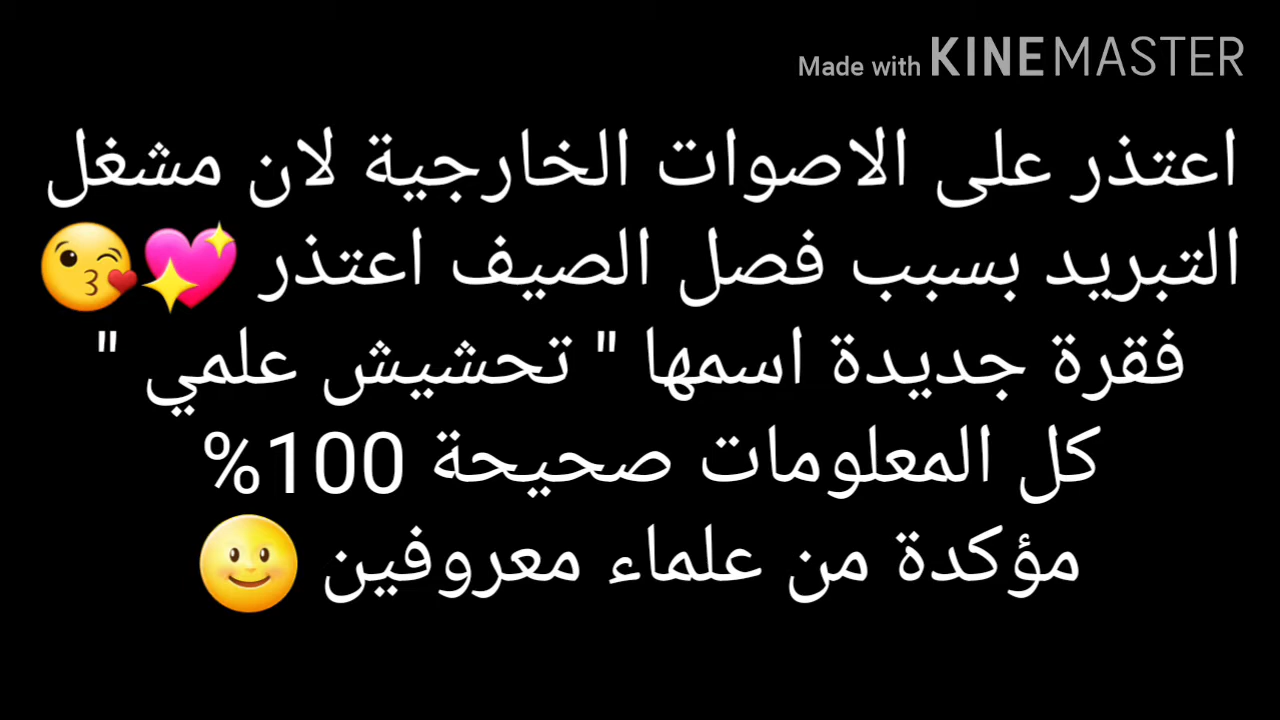 Made with KINEMASTER
اعتذر على الاصوات الخارجية لان مشغل
التبريد بسبب فصل الصيف اعتذر 💖😘
فقرة جديدة اسمها " تحشيش علمي "
كل المعلومات صحيحة 100%
مؤكدة من علماء معروفين 🌝